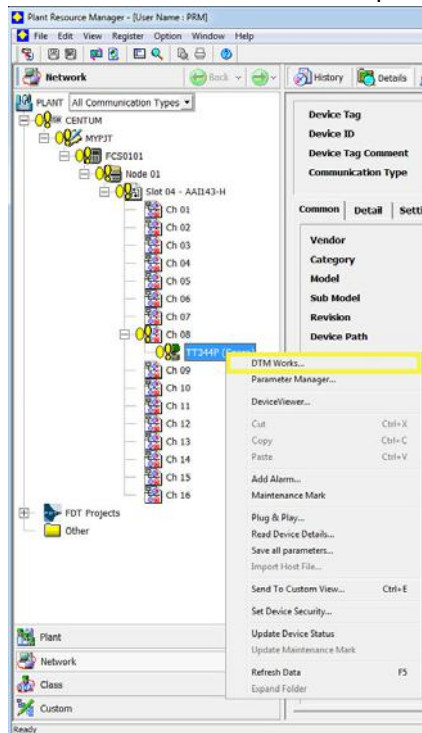 Plant Resource Manager - [User Name : PRM]
File Edit View Register Option Window Help
Network Back History Details
PLANT All Communication Types
CENTUM
MYPJT
FCS0101
Node 01
Slot 04 - AAI143-H
Ch 01
Ch 02
Ch 03
Ch 04
Ch 05
Ch 06
Ch 07
Ch 08
TT344P
Ch 09
Ch 10
Ch 11
Ch 12
Ch 13
Ch 14
Ch 15
Ch 16
FDT Projects
Other
Plant
Network
Class
Custom
Ready
Device Tag
Device ID
Device Tag Comment
Communication Type
Common Detail Setti
Vendor
Category
Model
Sub Model
Revision
Device Path
DTM Works...
Parameter Manager...
DeviceViewer...
Cut Ctrl+X
Copy Ctrl+C
Paste Ctrl+V
Add Alarm...
Maintenance Mark
Plug & Play...
Read Device Details...
Save all parameters...
Import Host File...
Send To Custom View... Ctrl+E
Set Device Security...
Update Device Status
Update Maintenance Mark
Refresh Data F5
Expand Folder